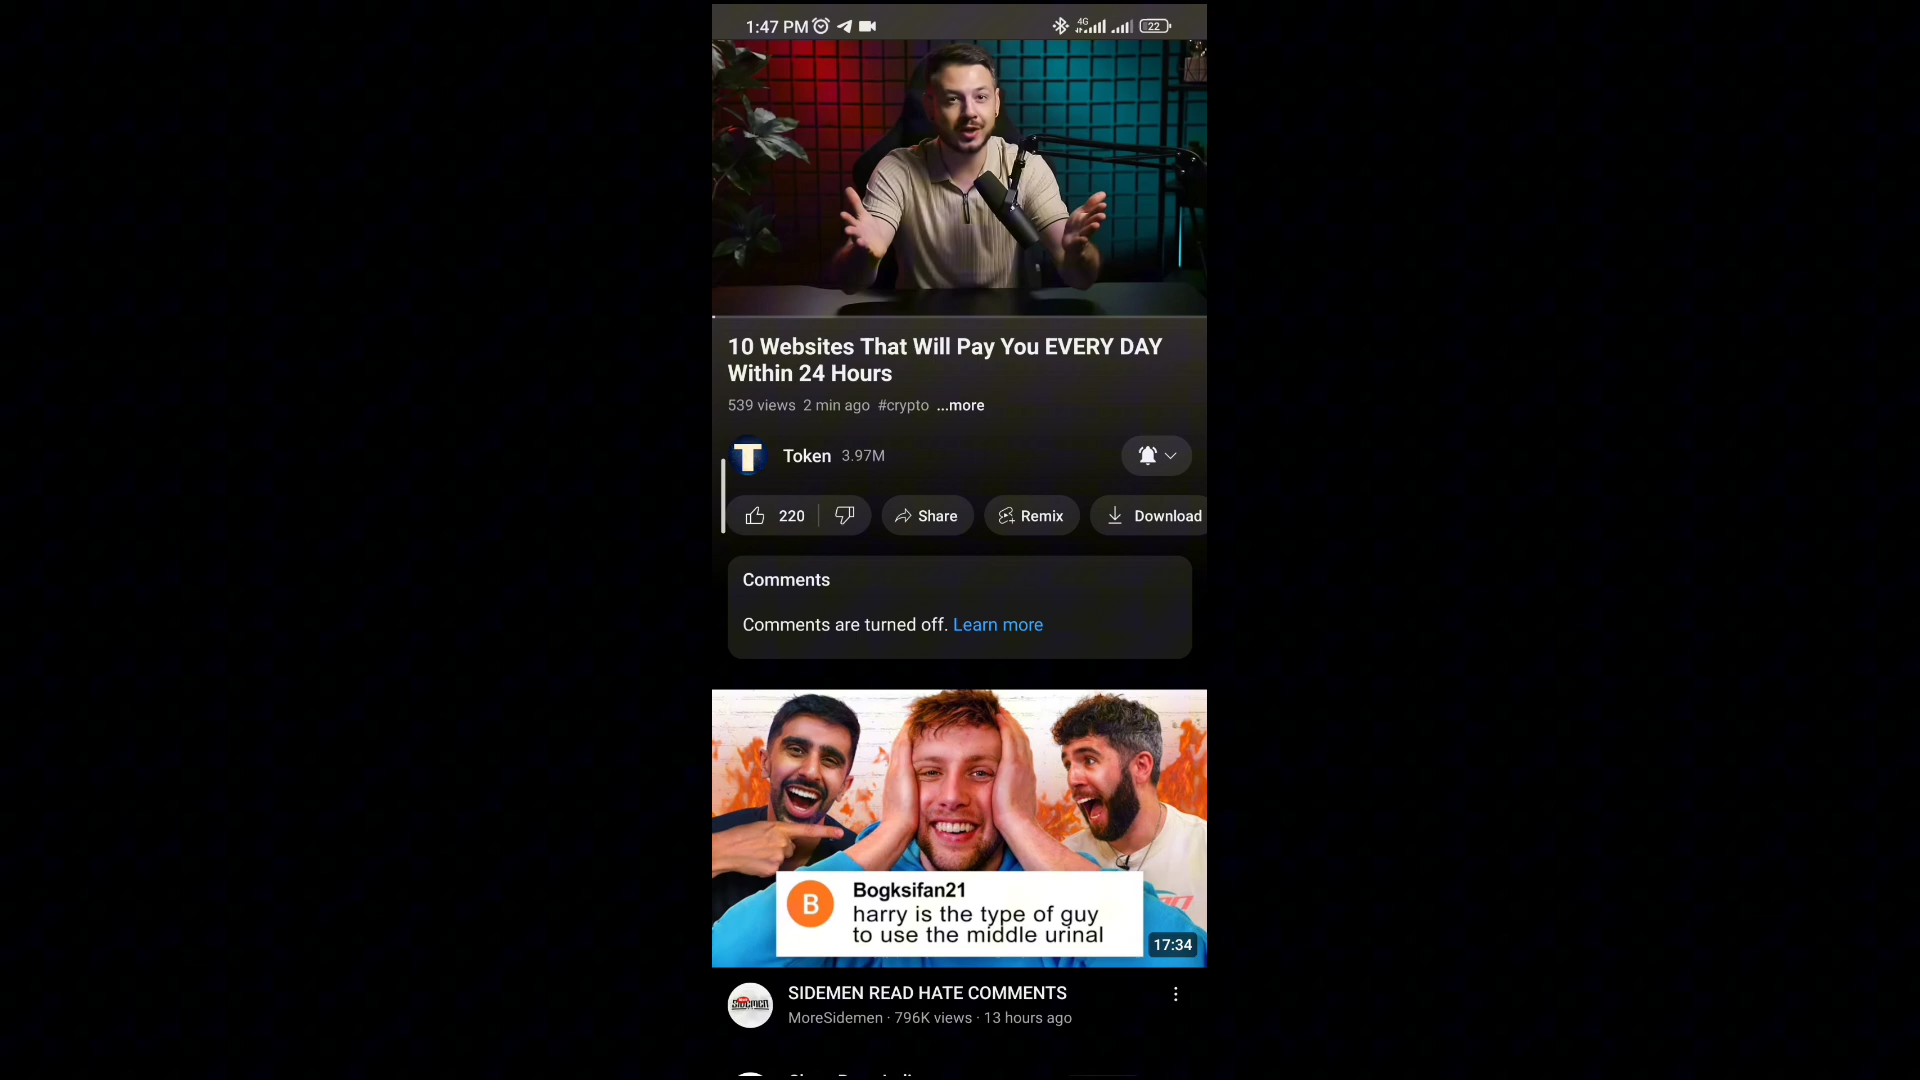 1:47 PM
4G
22
10 Websites That Will Pay You EVERY DAY
Within 24 Hours
539 views 2 min ago #crypto ...more
T
Token 3.97M
220
Share
Remix
Download
Comments
Comments are turned off. Learn more
B
Bogksifan21
harry is the type of guy
to use the middle urinal
17:34
SIDEMEN
SIDEMEN READ HATE COMMENTS
MoreSidemen · 796K views · 13 hours ago